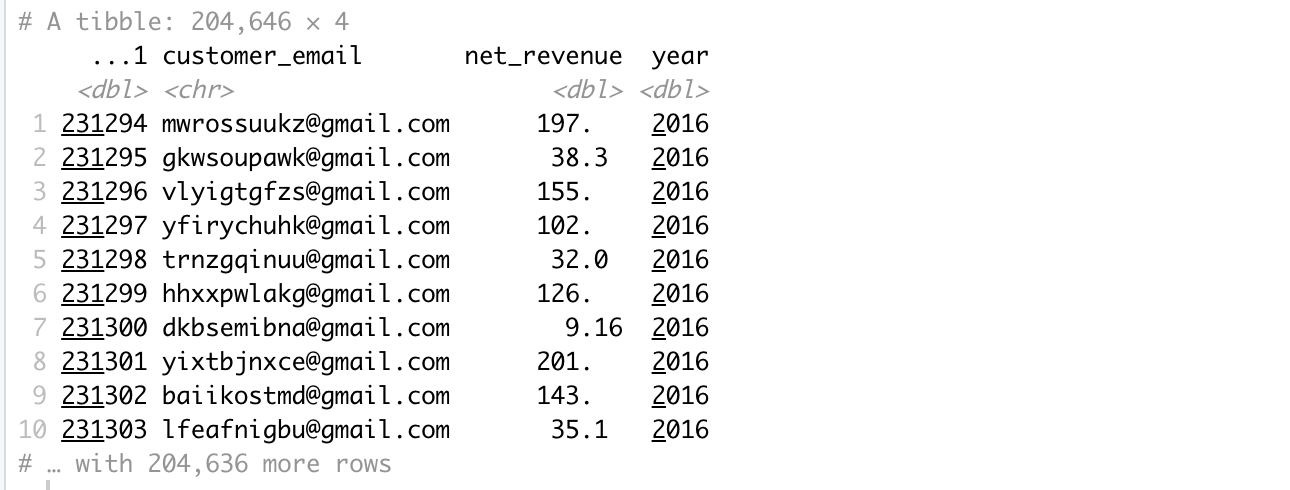 # A tibble: 204,646 × 4
...1 customer_email net_revenue year
<dbl> <chr> <dbl> <dbl>
1 231294 mwrossuukz@gmail.com 197. 2016
2 231295 gkwsoupawk@gmail.com 38.3 2016
3 231296 vlyigtgfzs@gmail.com 155. 2016
4 231297 yfirychuhk@gmail.com 102. 2016
5 231298 trnzgqinuu@gmail.com 32.0 2016
6 231299 hhxxpwlakg@gmail.com 126. 2016
7 231300 dkbsemibna@gmail.com 9.16 2016
8 231301 yixtbjnxce@gmail.com 201. 2016
9 231302 baiikostmd@gmail.com 143. 2016
10 231303 lfeafnigbu@gmail.com 35.1 2016
# … with 204,636 more rows